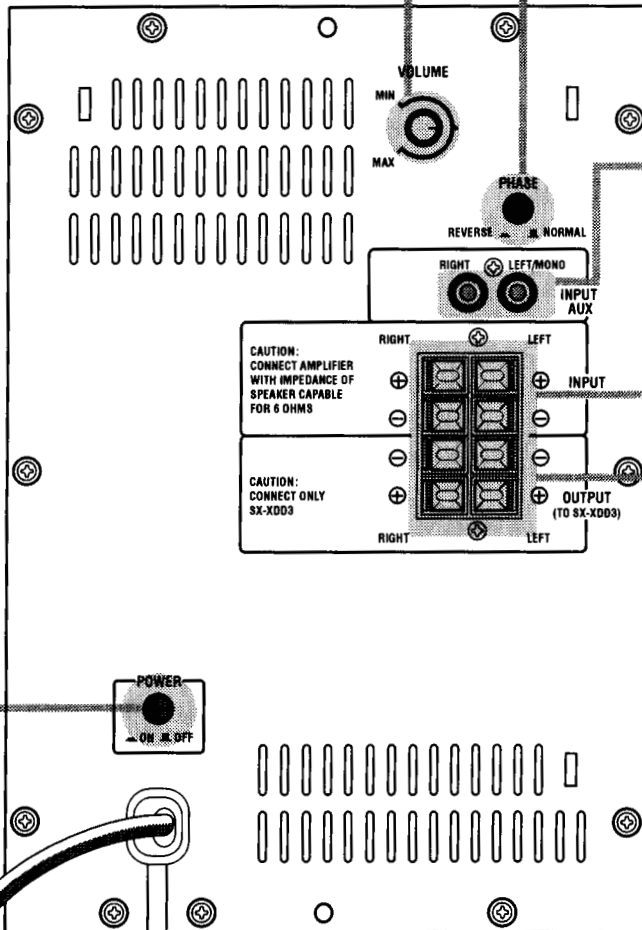 VOLUME
MIN
MAX
PHASE
REVERSE NORMAL
RIGHT LEFT/MONO
INPUT
AUX
RIGHT LEFT
CAUTION:
CONNECT AMPLIFIER
WITH IMPEDANCE OF
SPEAKER CAPABLE
FOR 6 OHMS
INPUT
CAUTION:
CONNECT ONLY
SX-XDD3
OUTPUT
(TO SX-XDD3)
RIGHT LEFT
POWER
ON OFF